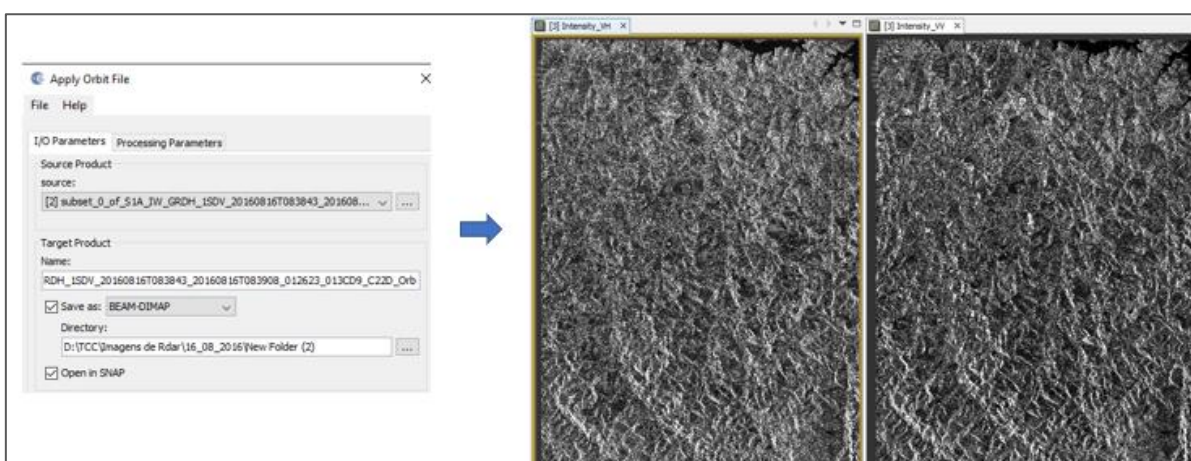 Apply Orbit File
File Help
I/O Parameters Processing Parameters
Source Product
source:
[2] subset_0_of_S1A_IW_GRDH_1SDV_20160816T083843_201608...
Target Product
Name:
RDH_1SDV_20160816T083843_20160816T083908_012623_013CD9_C22D_Orb
Save as: BEAM-DIMAP
Directory:
D:\TCC\Imagens de Rdar\16_08_2016\New Folder (2)
Open in SNAP
[3] Intensity_VH
[3] Intensity_VV